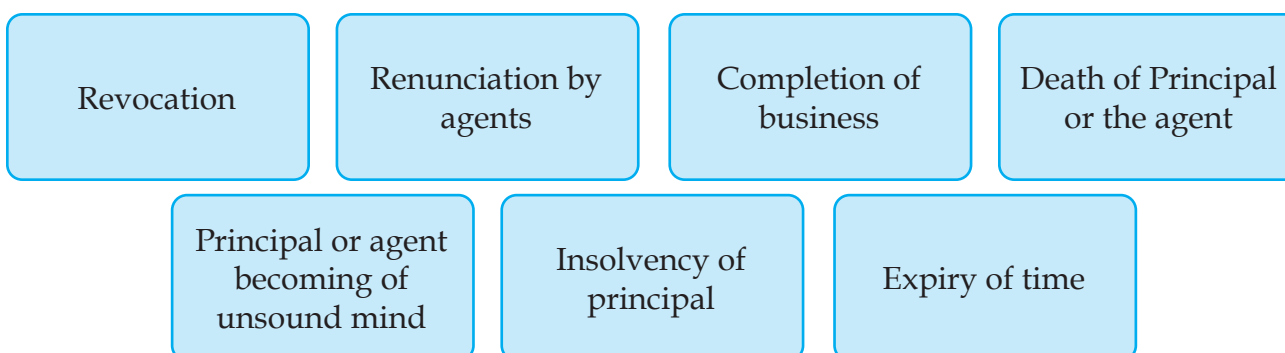 Revocation
Renunciation by
agents
Completion of
business
Death of Principal
or the agent
Principal or agent
becoming of
unsound mind
Insolvency of
principal
Expiry of time